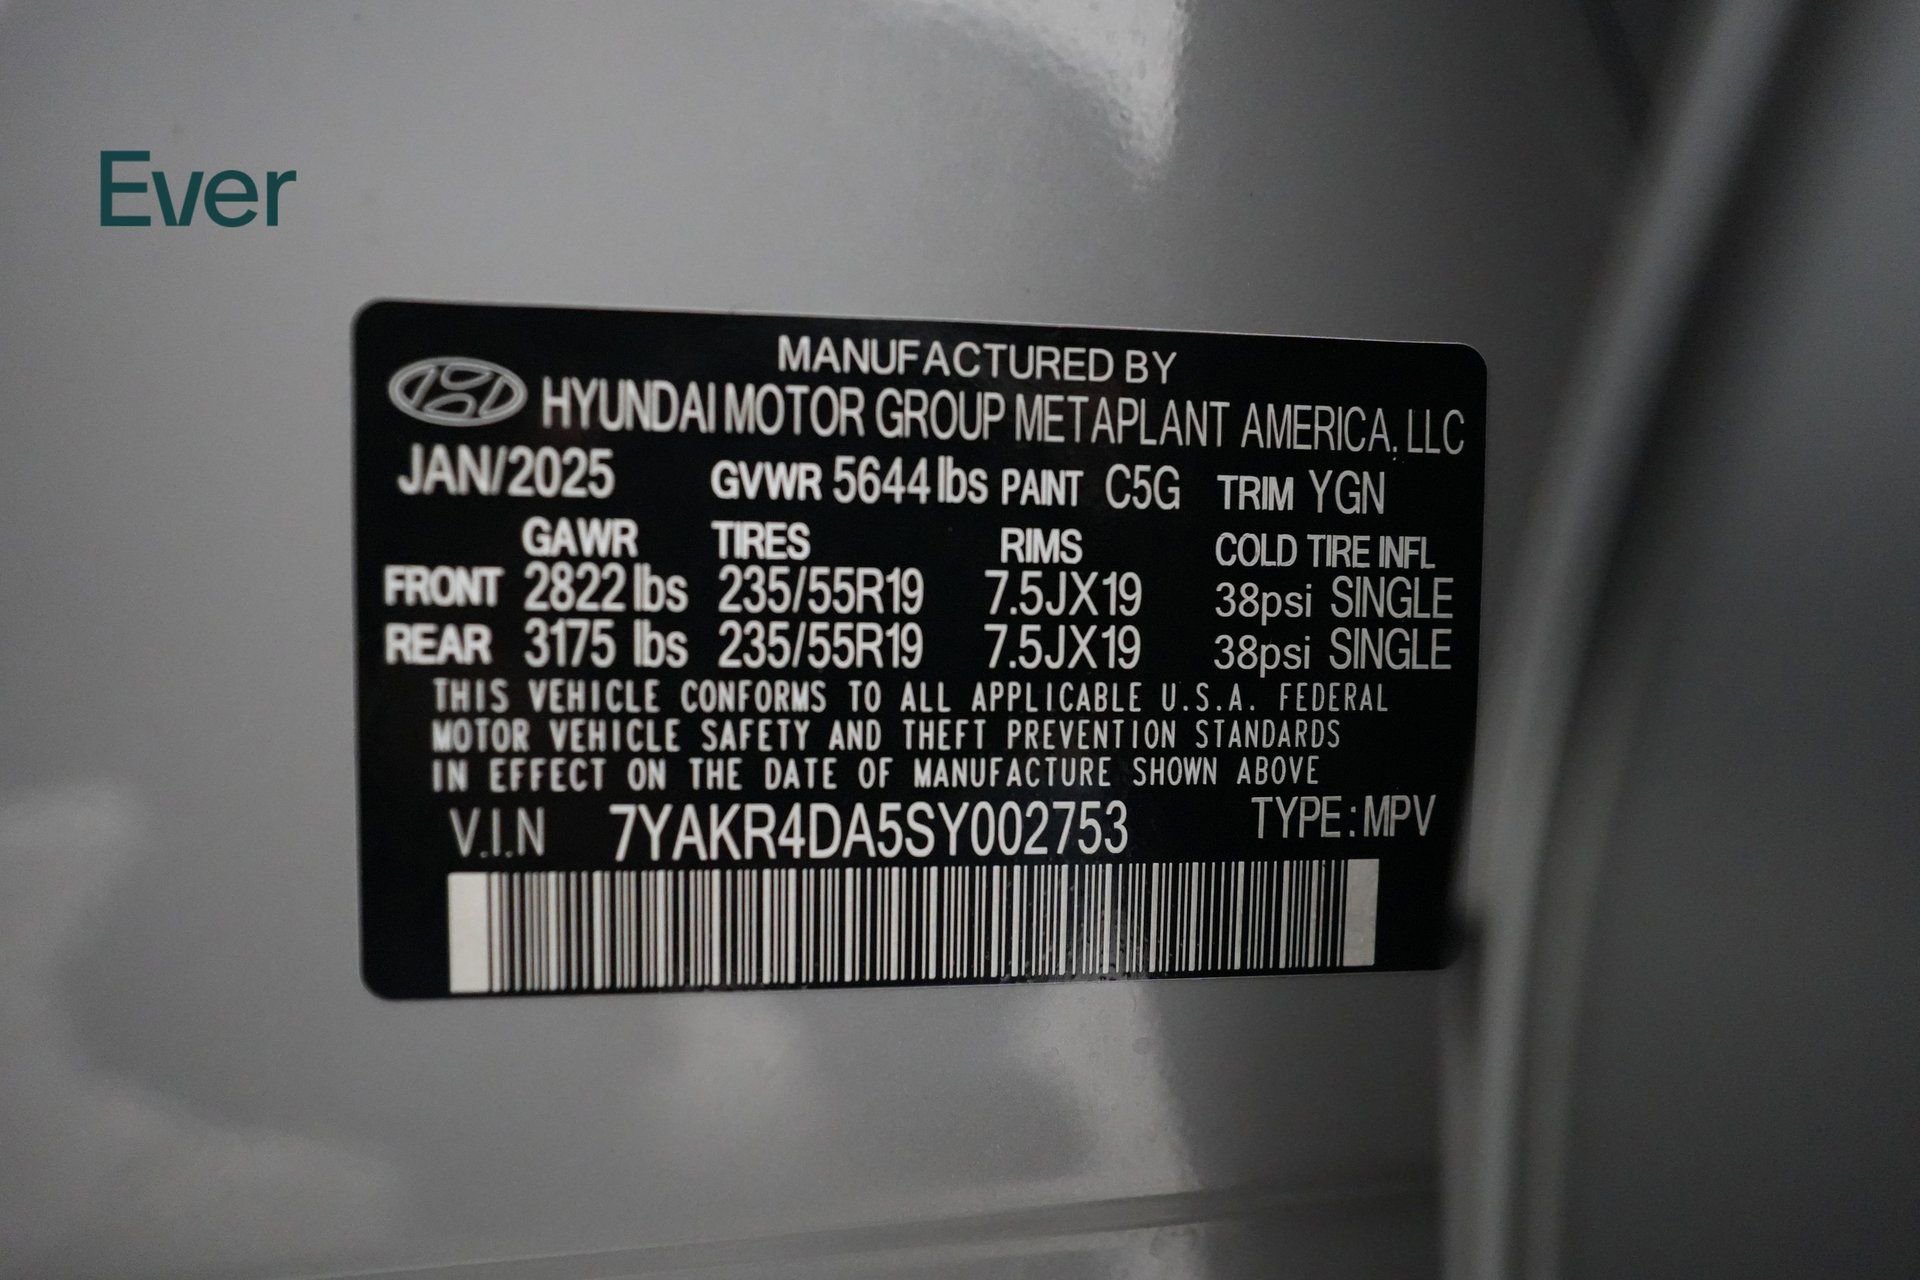 Ever
MANUFACTURED BY
HYUNDAI MOTOR GROUP METAPLANT AMERICA, LLC
JAN/2025 GVWR 5644 lbs PAINT C5G TRIM YGN
GAWR TIRES RIMS COLD TIRE INFL
FRONT 2822 lbs 235/55R19 7.5JX19 38psi SINGLE
REAR 3175 lbs 235/55R19 7.5JX19 38psi SINGLE
THIS VEHICLE CONFORMS TO ALL APPLICABLE U.S.A. FEDERAL
MOTOR VEHICLE SAFETY AND THEFT PREVENTION STANDARDS
IN EFFECT ON THE DATE OF MANUFACTURE SHOWN ABOVE
V.I.N 7YAKR4DA5SY002753 TYPE: MPV